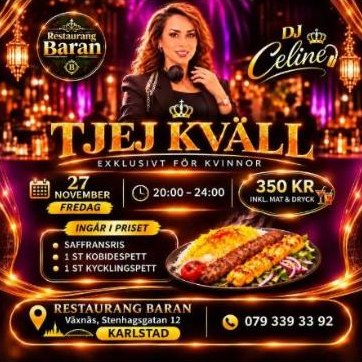 Restaurang
Baran
B
DJ
Celine
TJEJ KVÄLL
EXKLUSIVT FÖR KVINNOR
27
NOVEMBER
FREDAG
20:00 – 24:00
350 KR
INKL. MAT & DRYCK
INGÅR I PRISET
• SAFFRANSRIS
• 1 ST KOBIDESPETT
• 1 ST KYCKLINGSPETT
RESTAURANG BARAN
Våxnäs, Stenhagsgatan 12
KARLSTAD
079 339 33 92